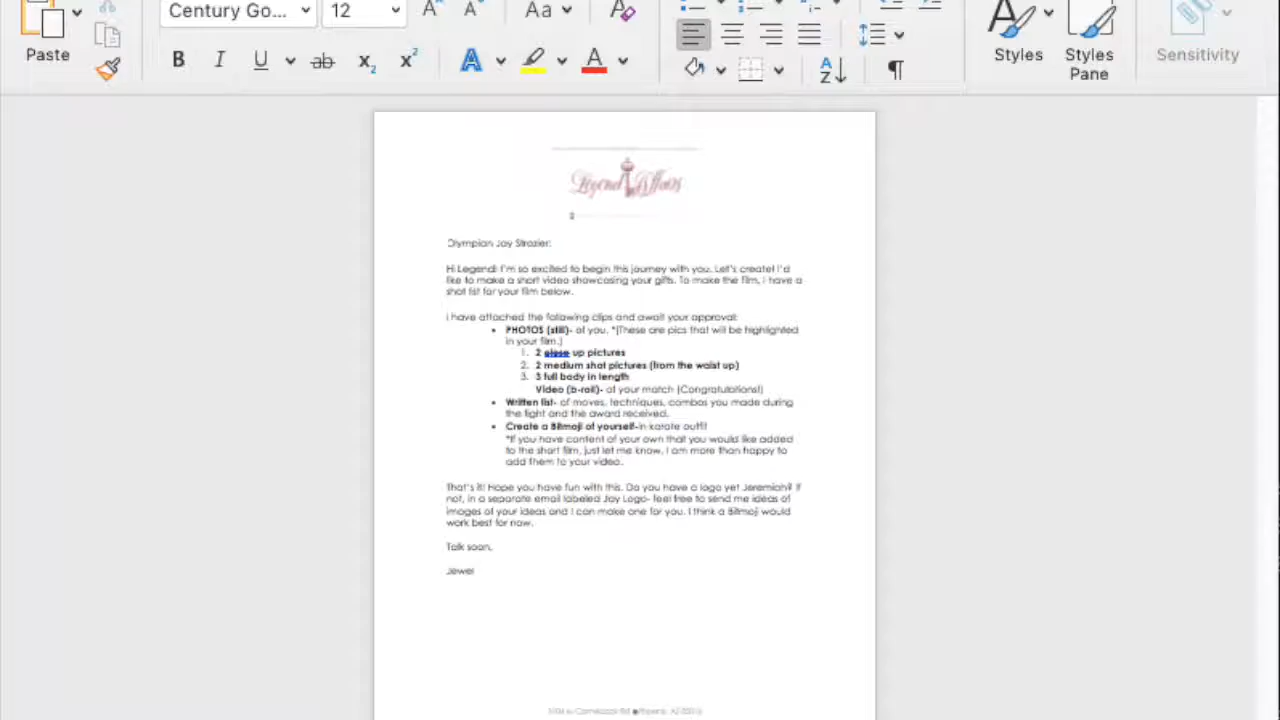 Century Go...
12
Aa
Paste
B I U ab x2 x2 A A
A
Z
Styles
Styles
Pane
Sensitivity
Legend Affairs
Olympian Jay Strazier:
Hi Legend! I'm so excited to begin this journey with you. Let's create! I'd
like to make a short video showcasing your gifts. To make the film, I have a
shot list for your film below.
I have attached the following clips and await your approval:
• PHOTOS (still)- of you. *(These are pics that will be highlighted
in your film.)
1. 2 close up pictures
2. 2 medium shot pictures (from the waist up)
3. 3 full body in length
Video (b-roll)- of your match (Congratulations!)
• Written list- of moves, techniques, combos you made during
the fight and the award received.
• Create a Bitmoji of yourself-in karate outfit
*If you have content of your own that you would like added
to the short film, just let me know, I am more than happy to
add them to your video.
That's it! Hope you have fun with this. Do you have a logo yet Jeremiah? If
not, in a separate email labeled Jay Logo- feel free to send me ideas of
images of your ideas and I can make one for you. I think a Bitmoji would
work best for now.
Talk soon,
Jewel